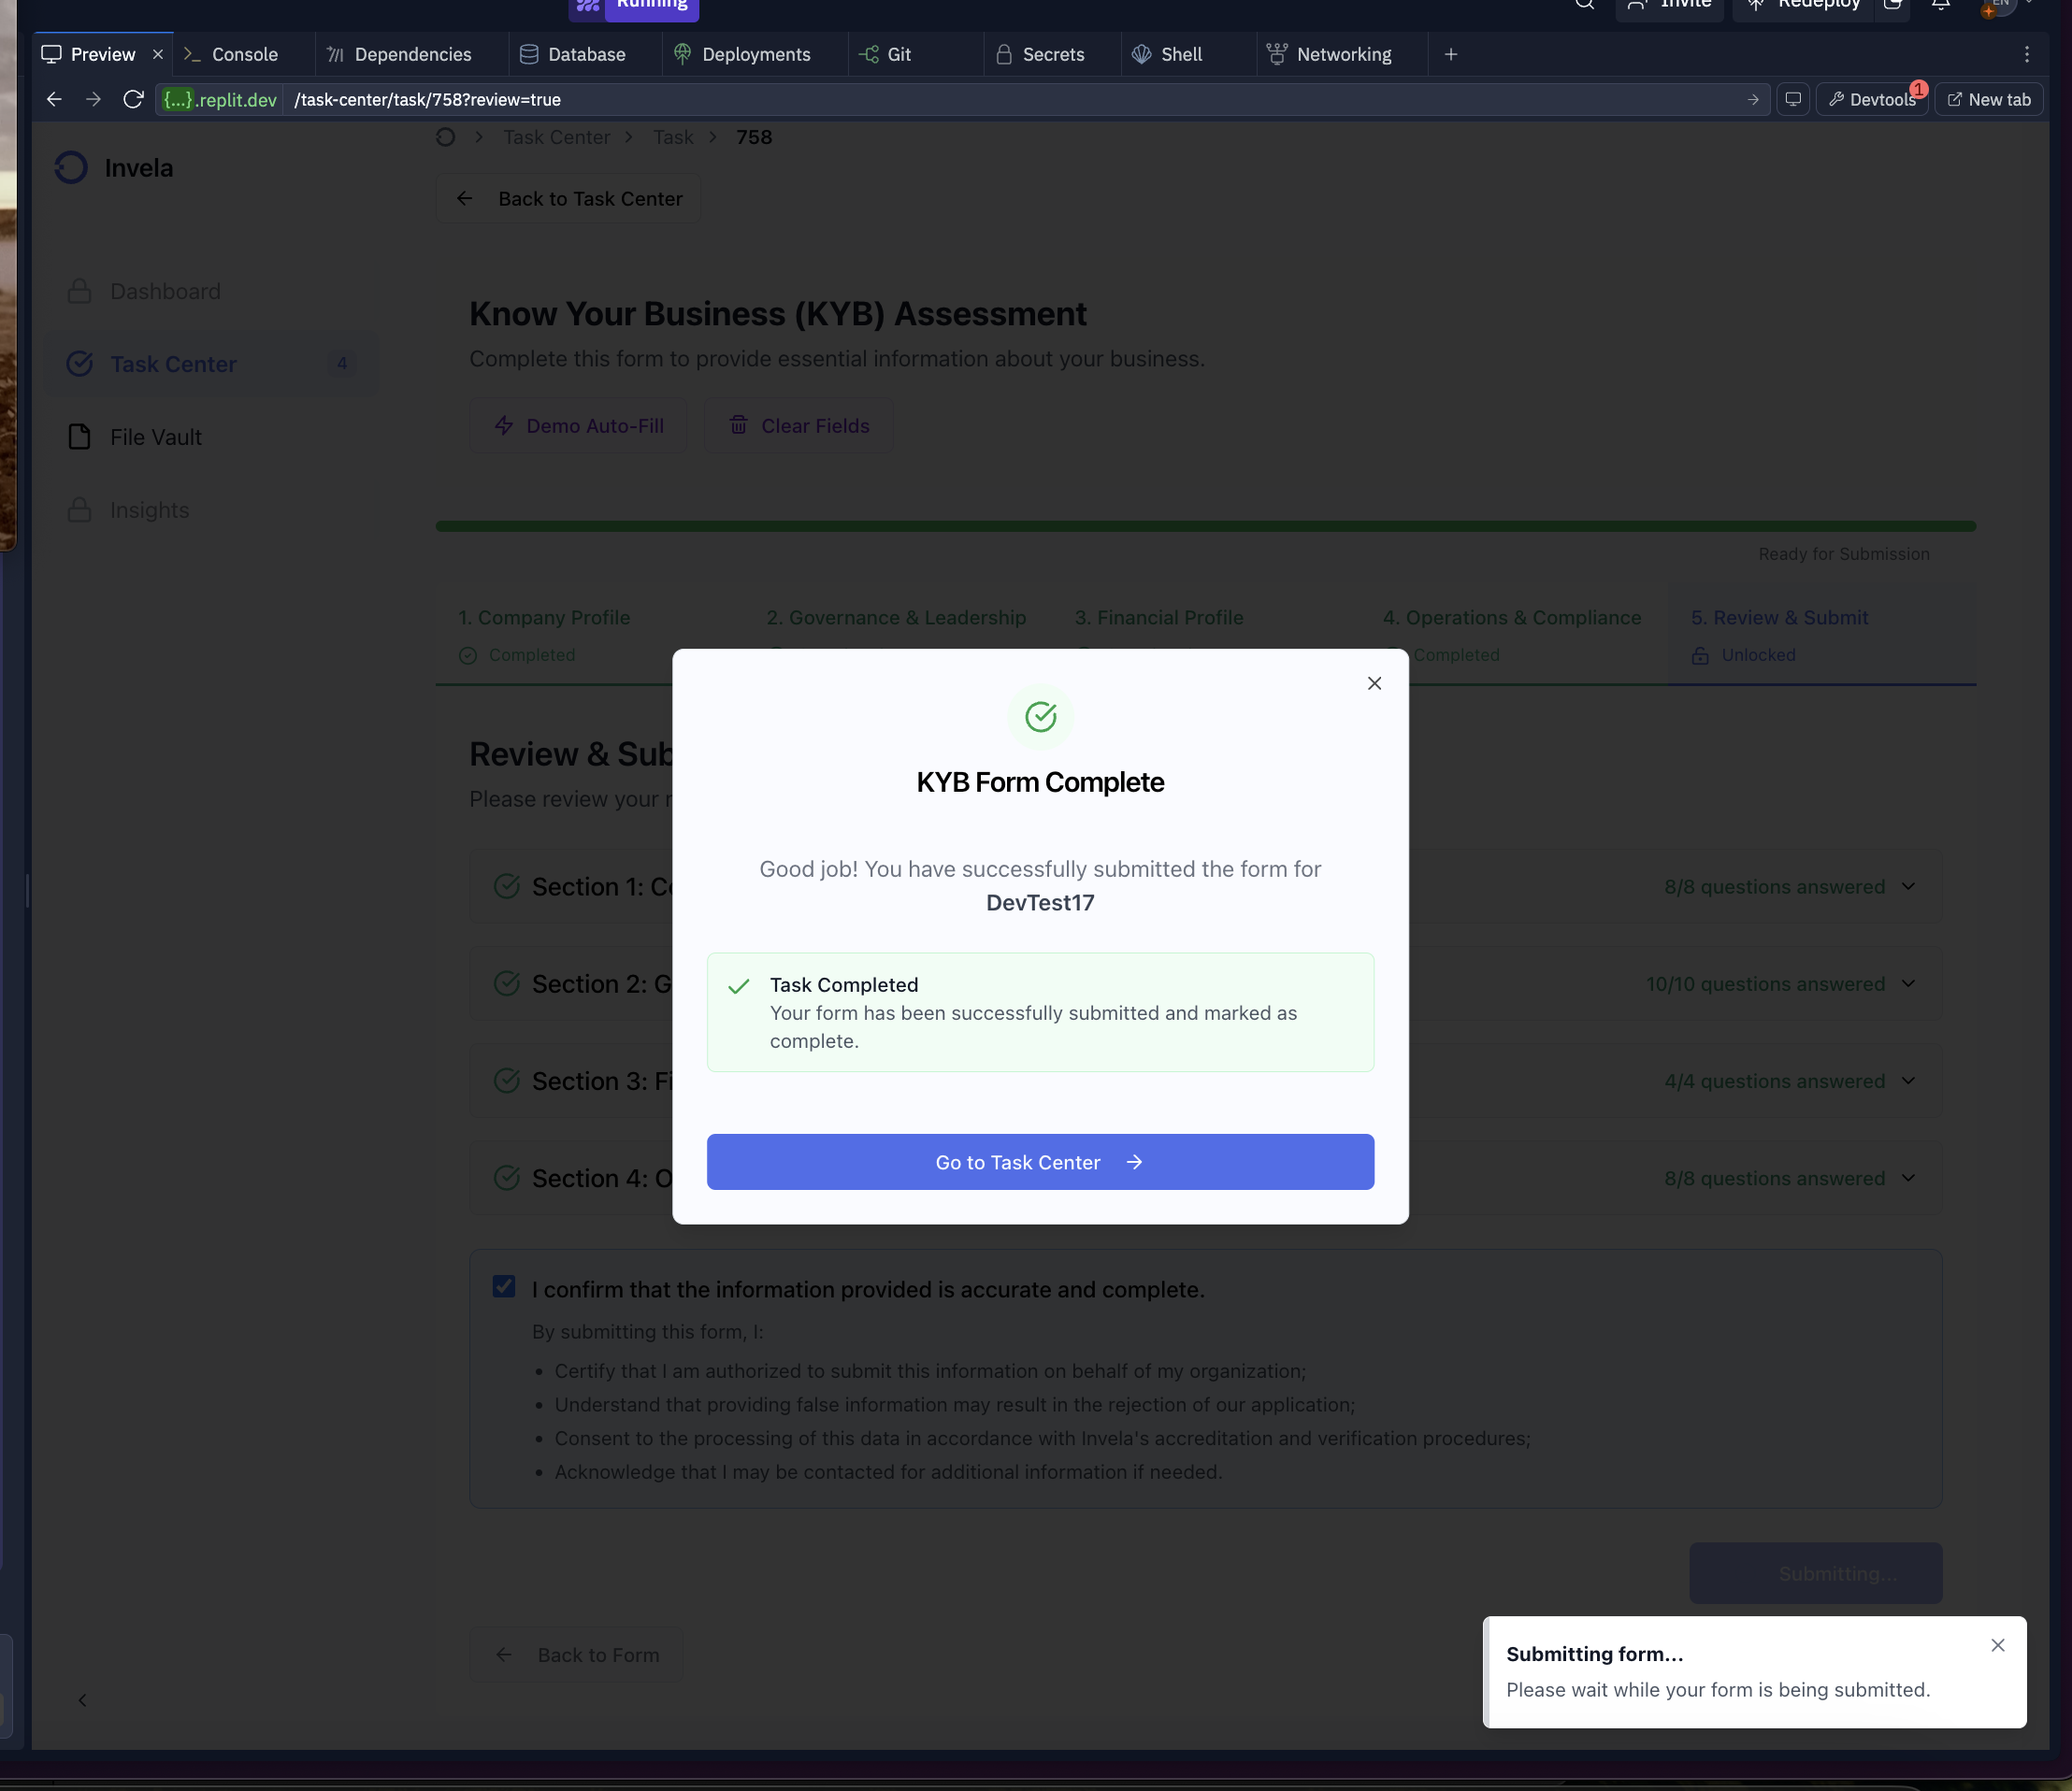 Running
Invite
Redeploy
EN
Preview
Console
Dependencies
Database
Deployments
Git
Secrets
Shell
Networking
{...}.replit.dev
/task-center/task/758?review=true
Devtools
1
New tab
Invela
Task Center
Task
758
Back to Task Center
Dashboard
Task Center
4
File Vault
Insights
Know Your Business (KYB) Assessment
Complete this form to provide essential information about your business.
Demo Auto-Fill
Clear Fields
Ready for Submission
1. Company Profile
Completed
2. Governance & Leadership
3. Financial Profile
4. Operations & Compliance
Completed
5. Review & Submit
Unlocked
Review & Sub
Please review your
Section 1: Co
8/8 questions answered
Section 2: G
10/10 questions answered
Section 3: Fi
4/4 questions answered
Section 4: O
8/8 questions answered
KYB Form Complete
Good job! You have successfully submitted the form for
DevTest17
Task Completed
Your form has been successfully submitted and marked as
complete.
Go to Task Center
I confirm that the information provided is accurate and complete.
By submitting this form, I:
• Certify that I am authorized to submit this information on behalf of my organization;
• Understand that providing false information may result in the rejection of our application;
• Consent to the processing of this data in accordance with Invela's accreditation and verification procedures;
• Acknowledge that I may be contacted for additional information if needed.
Submitting...
Back to Form
Submitting form...
Please wait while your form is being submitted.